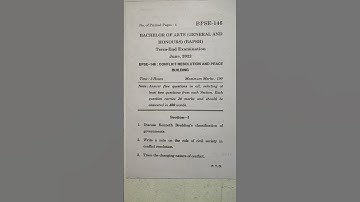 No. of Printed Pages : 4 BPSE-146
BACHELOR OF ARTS (GENERAL AND
HONOURS) (BAPSH)
Term-End Examination
June, 2022
BPSE-146 : CONFLICT RESOLUTION AND PEACE
BUILDING
Time : 3 Hours Maximum Marks : 100
Note : Answer five questions in all, selecting at
least two questions from each Section. Each
question carries 20 marks and should be
answered in 400 words.
Section—I
1. Discuss Kenneth Boulding's classification of
governments.
2. Write a note on the role of civil society in
conflict resolution.
3. Trace the changing nature of conflict.
P. T. O.